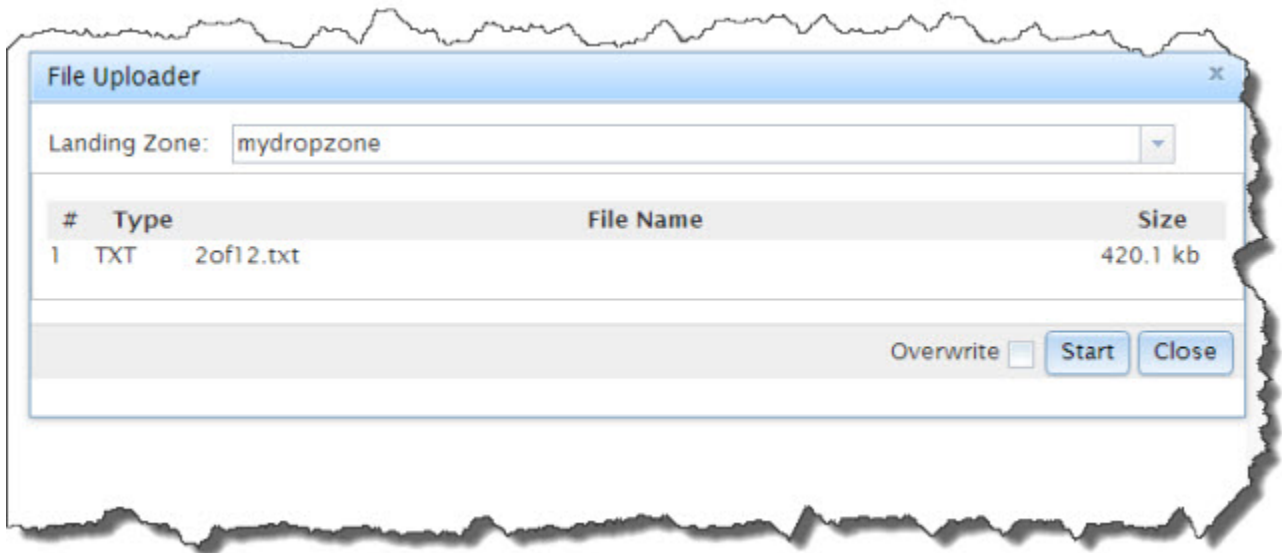 File Uploader x
Landing Zone: mydropzone
# Type File Name Size
1 TXT 2of12.txt 420.1 kb
Overwrite Start Close